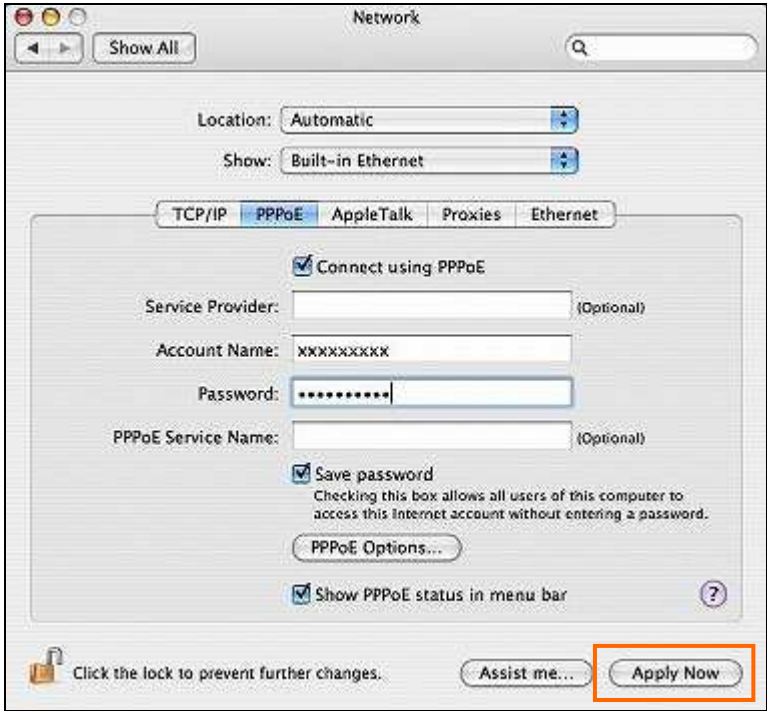 Network
Show All
Location: Automatic
Show: Built-in Ethernet
TCP/IP PPPoE AppleTalk Proxies Ethernet
Connect using PPPoE
Service Provider: (Optional)
Account Name: xxxxxxxxx
Password: ••••••••••
PPPoE Service Name: (Optional)
Save password
Checking this box allows all users of this computer to
access this Internet account without entering a password.
PPPoE Options...
Show PPPoE status in menu bar ?
Click the lock to prevent further changes. Assist me... Apply Now